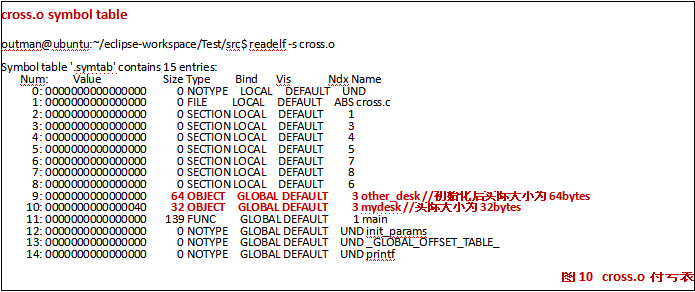 cross.o symbol table
outman@ubuntu:~/eclipse-workspace/Test/src$ readelf -s cross.o
Symbol table '.symtab' contains 15 entries:
Num: Value Size Type Bind Vis Ndx Name
0: 0000000000000000 0 NOTYPE LOCAL DEFAULT UND
1: 0000000000000000 0 FILE LOCAL DEFAULT ABS cross.c
2: 0000000000000000 0 SECTION LOCAL DEFAULT 1
3: 0000000000000000 0 SECTION LOCAL DEFAULT 3
4: 0000000000000000 0 SECTION LOCAL DEFAULT 4
5: 0000000000000000 0 SECTION LOCAL DEFAULT 5
6: 0000000000000000 0 SECTION LOCAL DEFAULT 7
7: 0000000000000000 0 SECTION LOCAL DEFAULT 8
8: 0000000000000000 0 SECTION LOCAL DEFAULT 6
9: 0000000000000000 64 OBJECT GLOBAL DEFAULT 3 other_desk //初始化后实际大小为 64bytes
10: 0000000000000040 32 OBJECT GLOBAL DEFAULT 3 mydesk //实际大小为 32bytes
11: 0000000000000000 139 FUNC GLOBAL DEFAULT 1 main
12: 0000000000000000 0 NOTYPE GLOBAL DEFAULT UND init_params
13: 0000000000000000 0 NOTYPE GLOBAL DEFAULT UND _GLOBAL_OFFSET_TABLE_
14: 0000000000000000 0 NOTYPE GLOBAL DEFAULT UND printf
图 10 cross.o 符号表